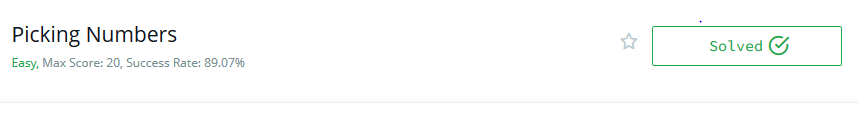 Picking Numbers
Easy, Max Score: 20, Success Rate: 89.07%
Solved